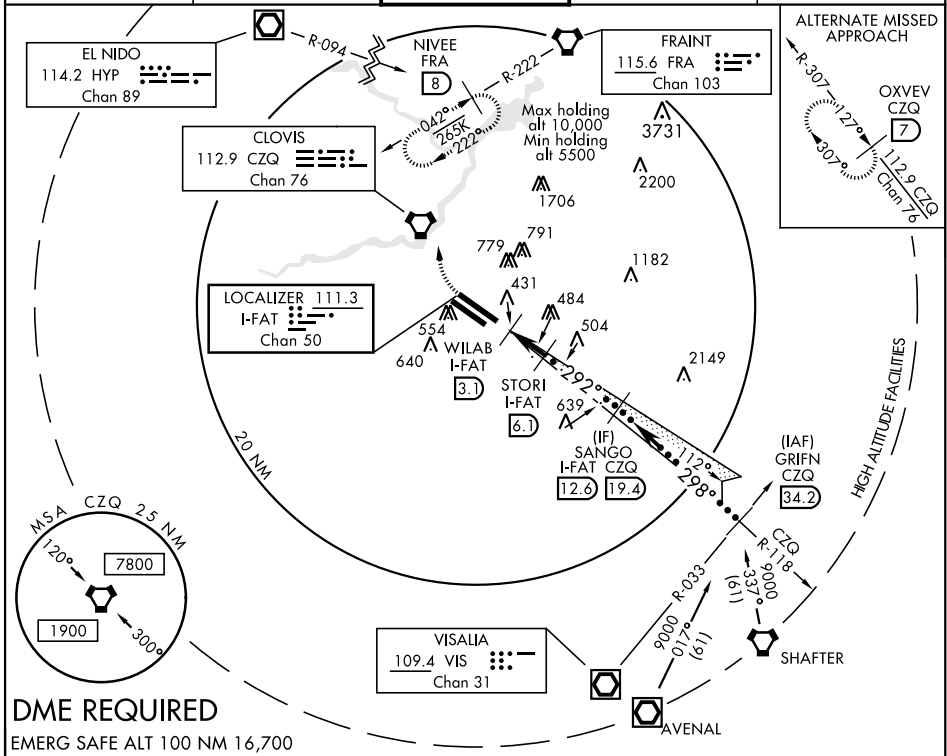 EL NIDO
114.2 HYP
Chan 89
R-094
NIVEE
FRA
8
R-222
FRAINT
115.6 FRA
Chan 103
ALTERNATE MISSED
APPROACH
R-307
127°
307°
OXVEV
CZQ
7
112.9 CZQ
Chan 76
042°
265K
222°
Max holding
alt 10,000
Min holding
alt 5500
3731
2200
CLOVIS
112.9 CZQ
Chan 76
1706
779
791
1182
431
484
504
LOCALIZER 111.3
I-FAT
Chan 50
554
640
WILAB
I-FAT
3.1
STORI
I-FAT
6.1
292°
2149
639
(IF)
SANGO
I-FAT CZQ
12.6 19.4
112°
298°
(IAF)
GRIFN
CZQ
34.2
HIGH ALTITUDE FACILITIES
20 NM
MSA CZQ 25 NM
120°
7800
1900
300°
CZQ
R-118
R-033
9000
337°
(61)
9000
017°
(61)
VISALIA
109.4 VIS
Chan 31
SHAFTER
AVENAL
DME REQUIRED
EMERG SAFE ALT 100 NM 16,700